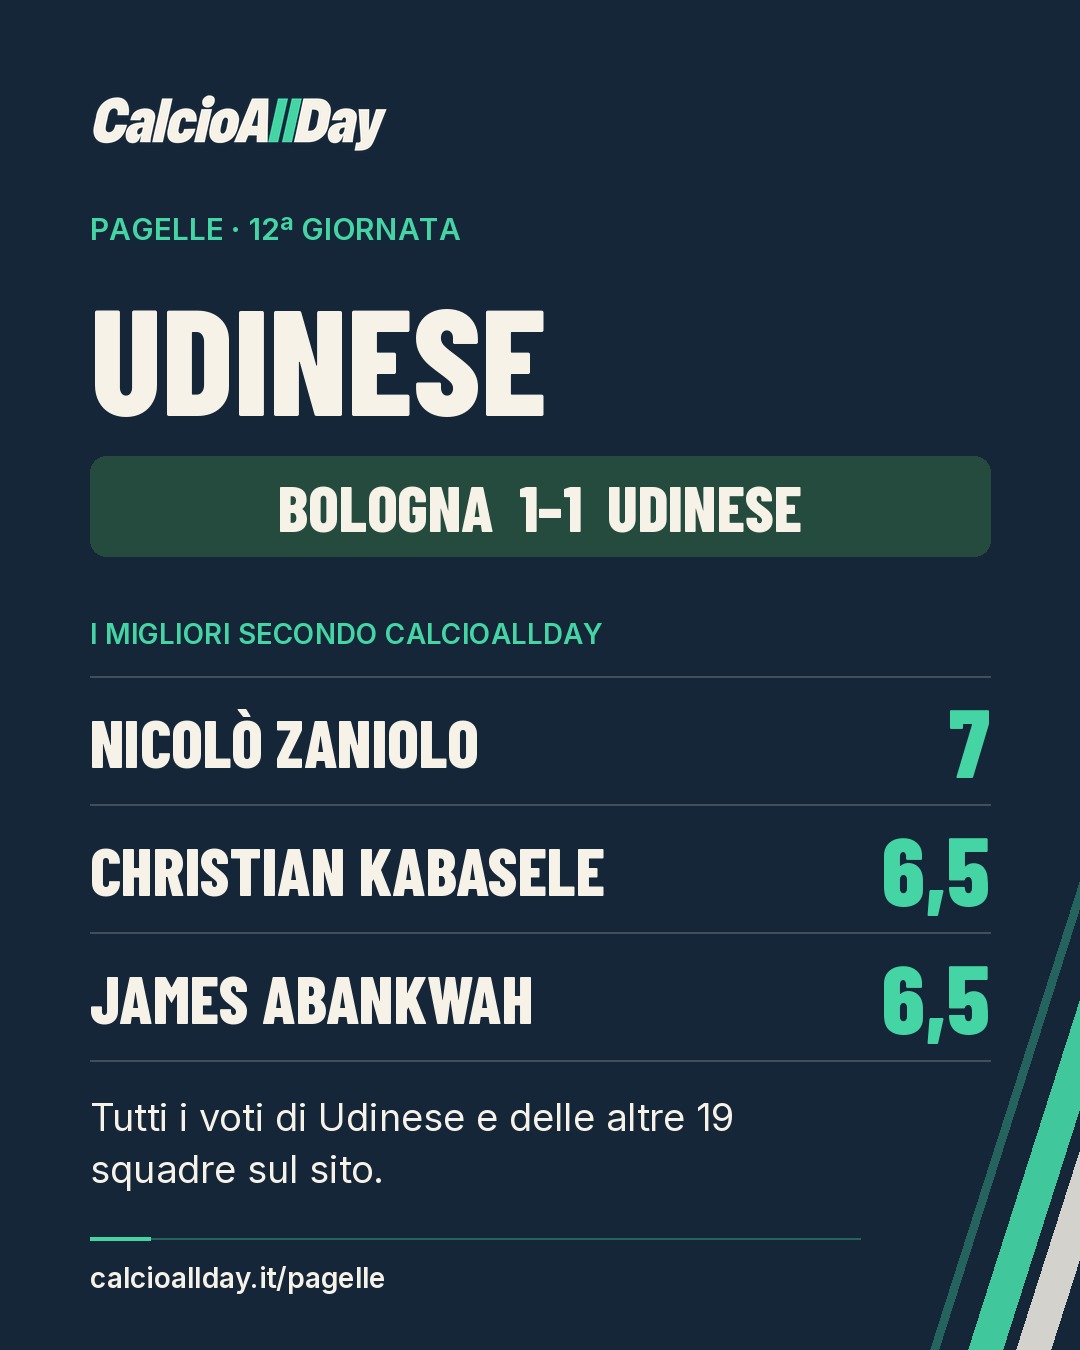 CalcioAllDay
PAGELLE · 12ª GIORNATA
UDINESE
BOLOGNA 1–1 UDINESE
I MIGLIORI SECONDO CALCIOALLDAY
NICOLÒ ZANIOLO 7
CHRISTIAN KABASELE 6,5
JAMES ABANKWAH 6,5
Tutti i voti di Udinese e delle altre 19
squadre sul sito.
calcioallday.it/pagelle